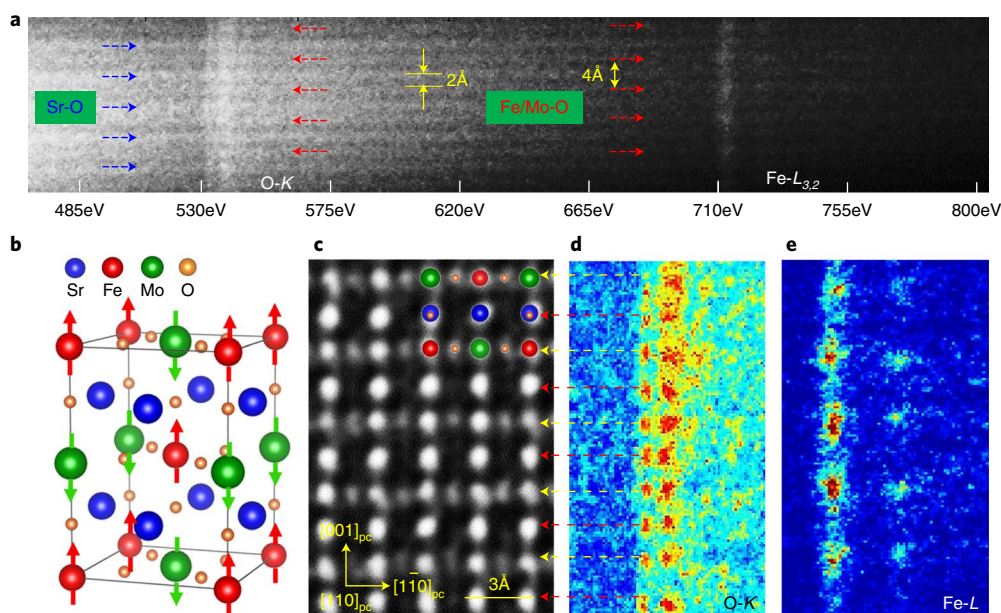 a
2Å
4Å
Sr-O
Fe/Mo-O
O-K
Fe-L3,2
485eV 530eV 575eV 620eV 665eV 710eV 755eV 800eV
b
Sr Fe Mo O
c
[001]pc
[11̅0]pc
[110]pc
3Å
d
O-K
e
Fe-L